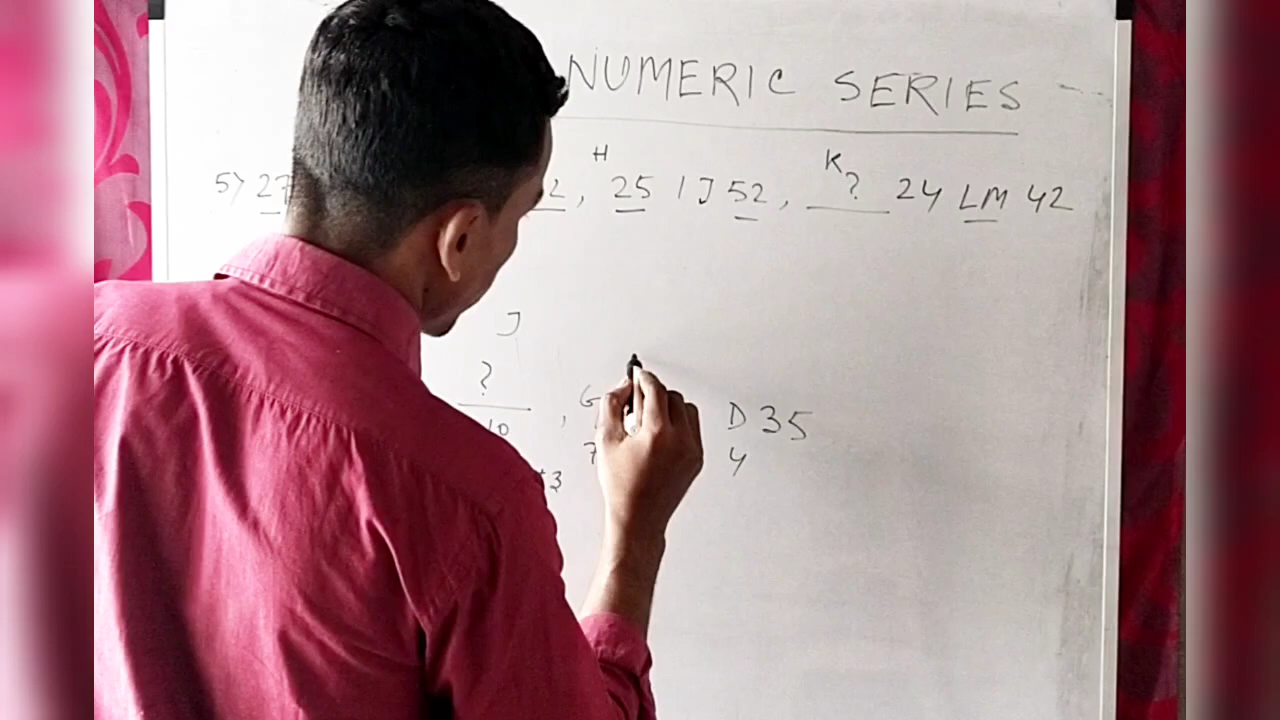 NUMERIC SERIES
H K
5) 27 2, 25 IJ 52, ? 24 LM 42
J
?
, G D 35
10 7 4
+3